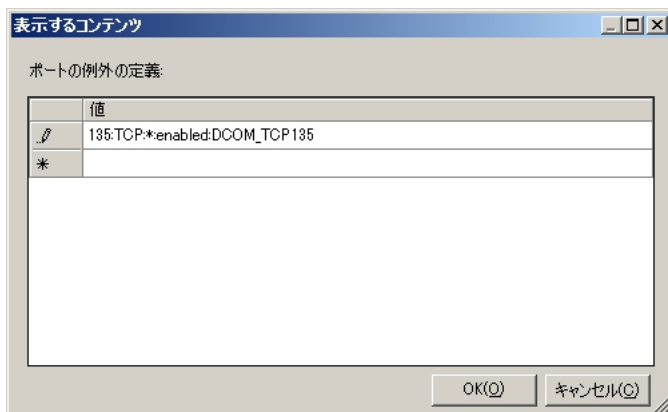 表示するコンテンツ
ポートの例外の定義:
値
135:TCP:*:enabled:DCOM_TCP135
*
OK(O)
キャンセル(C)